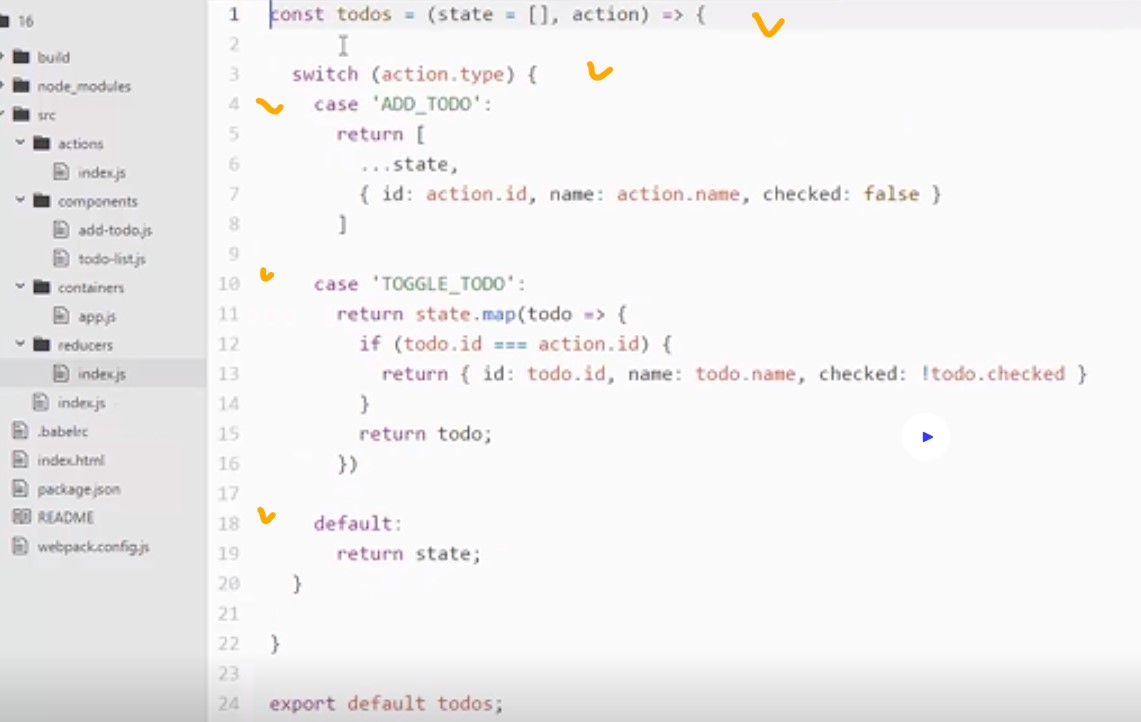 16
build
node_modules
src
actions
index.js
components
add-todo.js
todo-list.js
containers
app.js
reducers
index.js
index.js
.babelrc
index.html
package.json
README
webpack.config.js
1 const todos = (state = [], action) => {
2
3 switch (action.type) {
4 case 'ADD_TODO':
5 return [
6 ...state,
7 { id: action.id, name: action.name, checked: false }
8 ]
9
10 case 'TOGGLE_TODO':
11 return state.map(todo => {
12 if (todo.id === action.id) {
13 return { id: todo.id, name: todo.name, checked: !todo.checked }
14 }
15 return todo;
16 })
17
18 default:
19 return state;
20 }
21
22 }
23
24 export default todos;